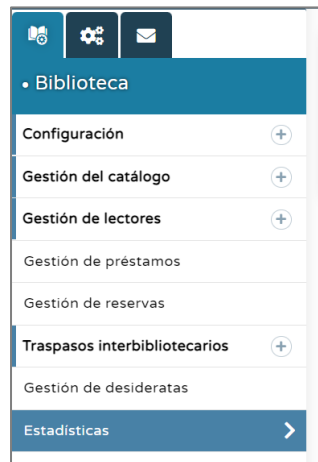 • Biblioteca
Configuración
Gestión del catálogo
Gestión de lectores
Gestión de préstamos
Gestión de reservas
Traspasos interbibliotecarios
Gestión de desideratas
Estadísticas